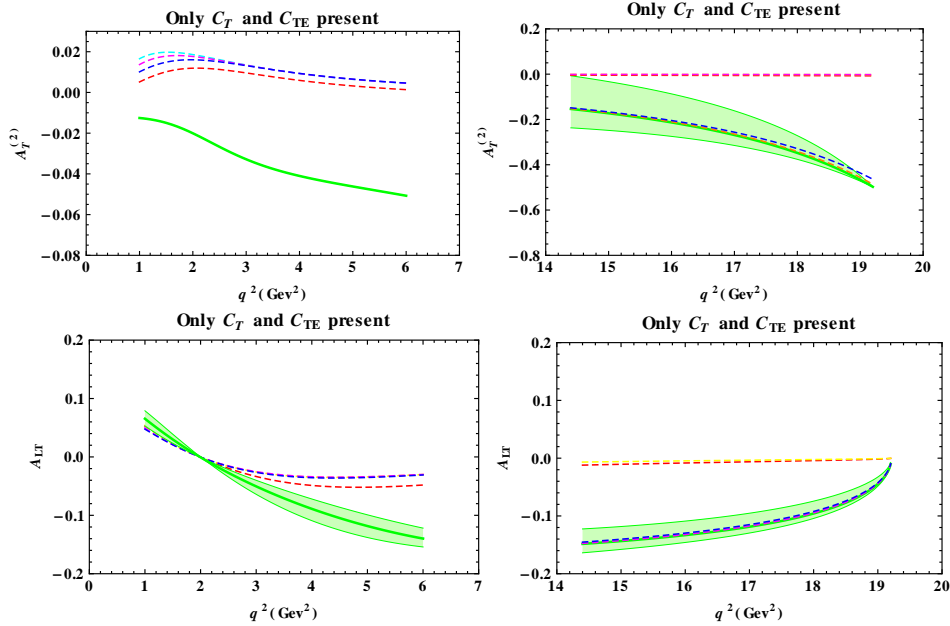 Only C_T and C_TE present
A_T^(2)
0.02
0.00
−0.02
−0.04
−0.06
−0.08
0 1 2 3 4 5 6 7
q^2 (Gev^2)
Only C_T and C_TE present
A_T^(2)
0.2
0.0
−0.2
−0.4
−0.6
−0.8
14 15 16 17 18 19 20
q^2 (Gev^2)
Only C_T and C_TE present
A_LT
0.2
0.1
0.0
−0.1
−0.2
0 1 2 3 4 5 6 7
q^2 (Gev^2)
Only C_T and C_TE present
A_LT
0.2
0.1
0.0
−0.1
−0.2
14 15 16 17 18 19 20
q^2 (Gev^2)